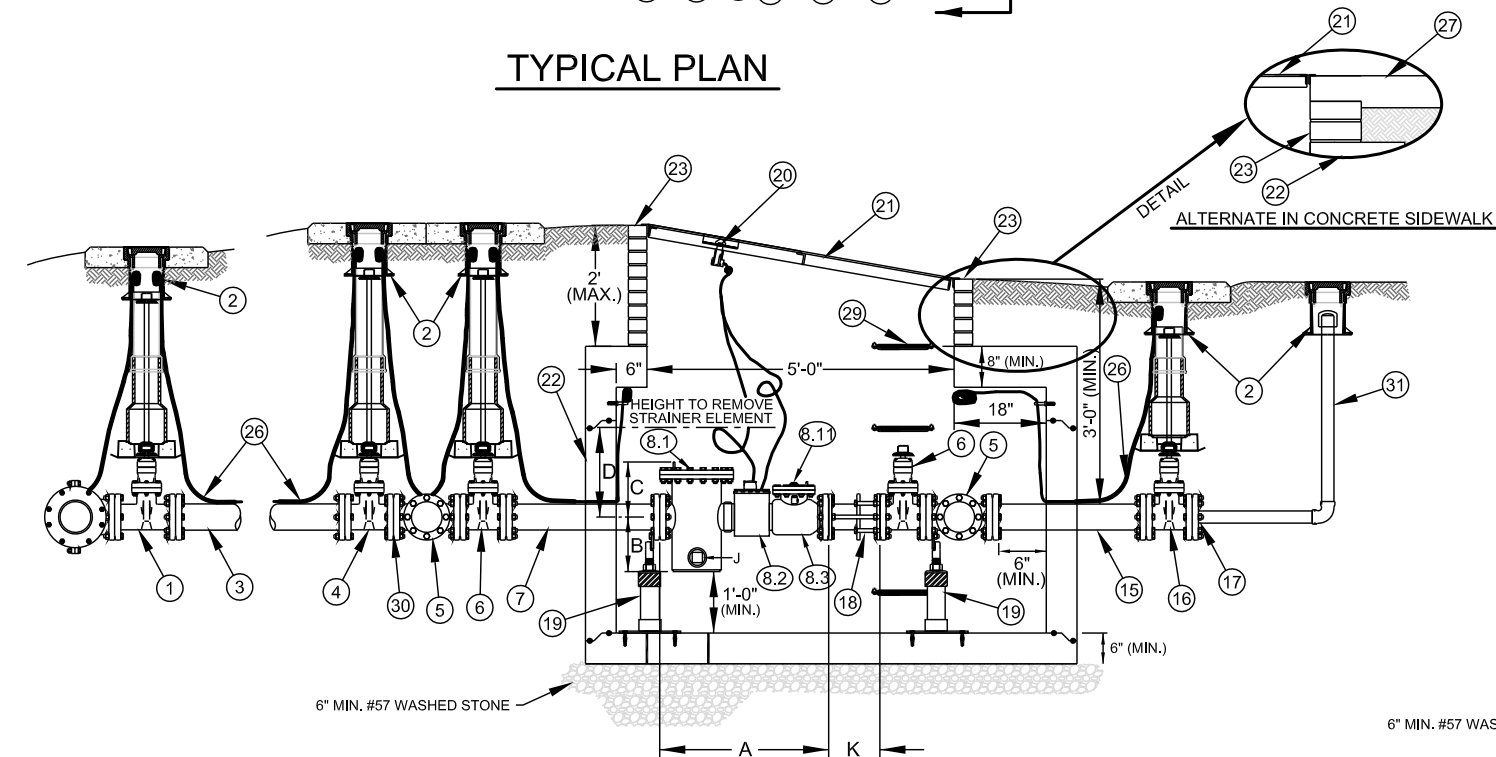 TYPICAL PLAN
21
27
23
22
DETAIL
ALTERNATE IN CONCRETE SIDEWALK
23
20
21
23
2
2
2'
(MAX.)
29
8" (MIN.)
6"
5'-0"
2
2
31
3'-0" (MIN.)
26
22
HEIGHT TO REMOVE
STRAINER ELEMENT
18"
26
8.1
8.11
6
5
D
C
B
J
1
3
4
30
5
6
7
19
1'-0"
(MIN.)
8.2
8.3
18
19
6"
(MIN.)
15
16
17
6" (MIN.)
6" MIN. #57 WASHED STONE
A
K
6" MIN. #57 WAS